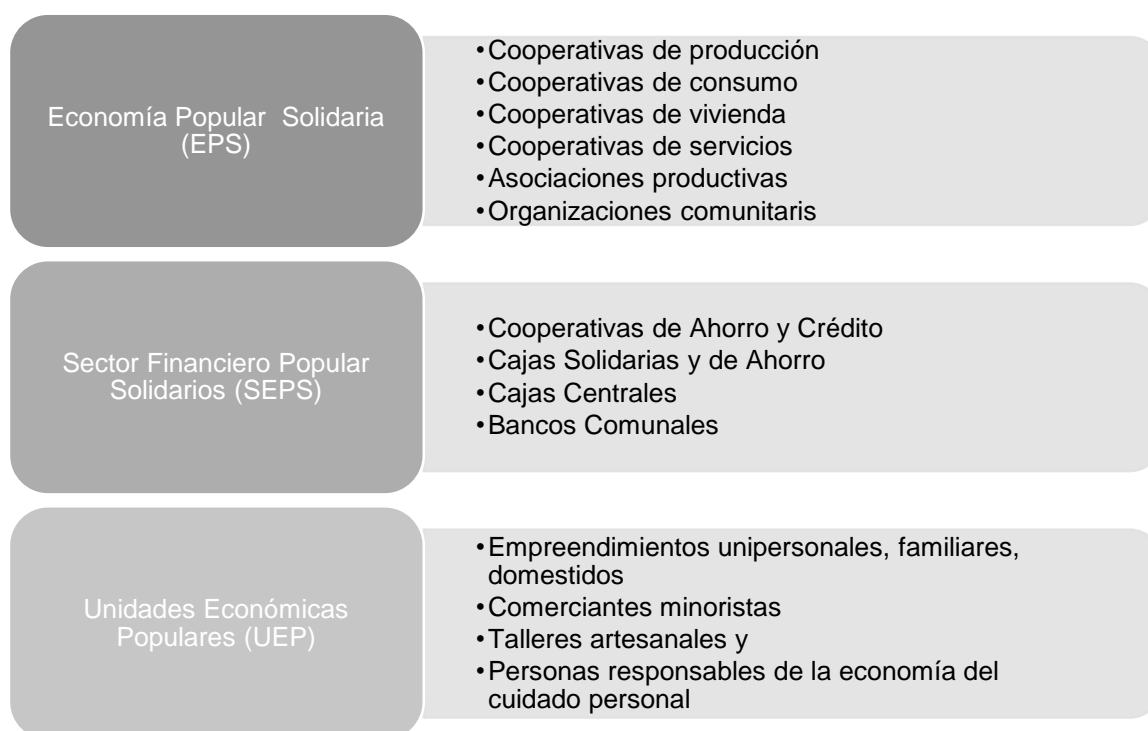 Economía Popular  Solidaria
(EPS)
•Cooperativas de producción
•Cooperativas de consumo
•Cooperativas de vivienda
•Cooperativas de servicios
•Asociaciones productivas
•Organizaciones comunitaris
Sector Financiero Popular
Solidarios (SEPS)
•Cooperativas de Ahorro y Crédito
•Cajas Solidarias y de Ahorro
•Cajas Centrales
•Bancos Comunales
Unidades Económicas
Populares (UEP)
•Empreendimientos unipersonales, familiares,
domestidos
•Comerciantes minoristas
•Talleres artesanales y
•Personas responsables de la economía del
cuidado personal